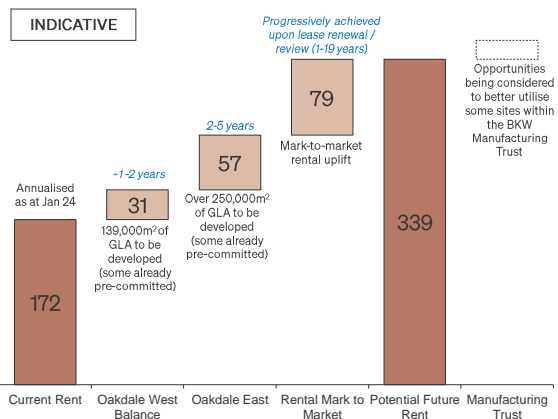 INDICATIVE
Progressively achieved
upon lease renewal /
review (1-19 years)
79
Mark-to-market
rental uplift
2-5 years
57
Over 250,000m²
of GLA to be
developed
(some already
pre-committed)
~1-2 years
31
139,000m² of
GLA to be
developed
(some already
pre-committed)
Annualised
as at Jan 24
172
339
Opportunities
being considered
to better utilise
some sites within
the BKW
Manufacturing
Trust
Current Rent
Oakdale West
Balance
Oakdale East
Rental Mark to
Market
Potential Future
Rent
Manufacturing
Trust